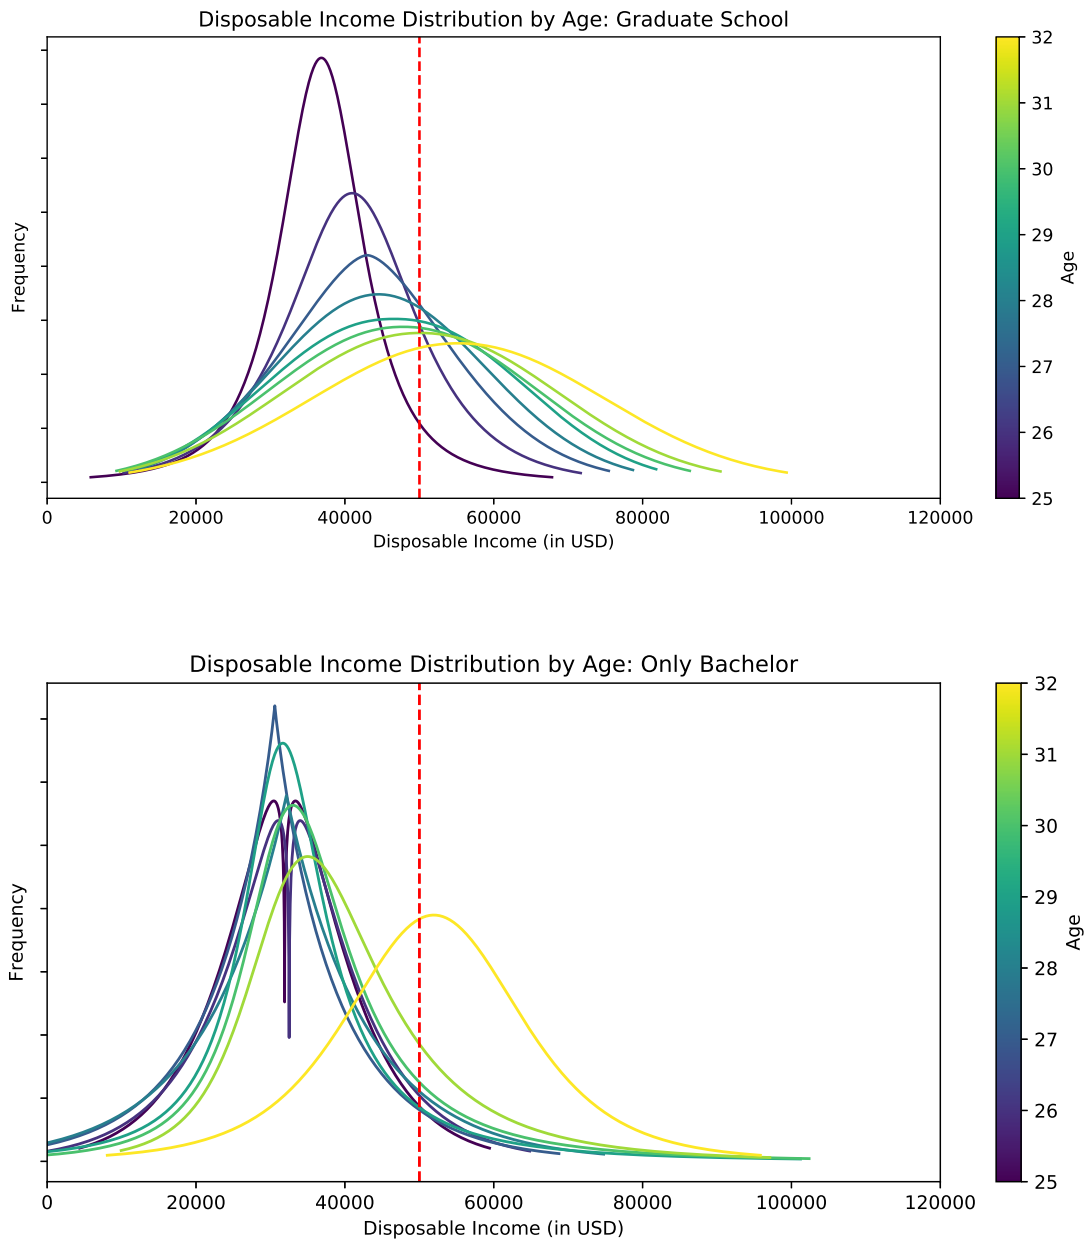 Disposable Income Distribution by Age: Graduate School
Frequency
0 20000 40000 60000 80000 100000 120000
Disposable Income (in USD)
32
31
30
29
28
27
26
25
Age
Disposable Income Distribution by Age: Only Bachelor
Frequency
0 20000 40000 60000 80000 100000 120000
Disposable Income (in USD)
32
31
30
29
28
27
26
25
Age